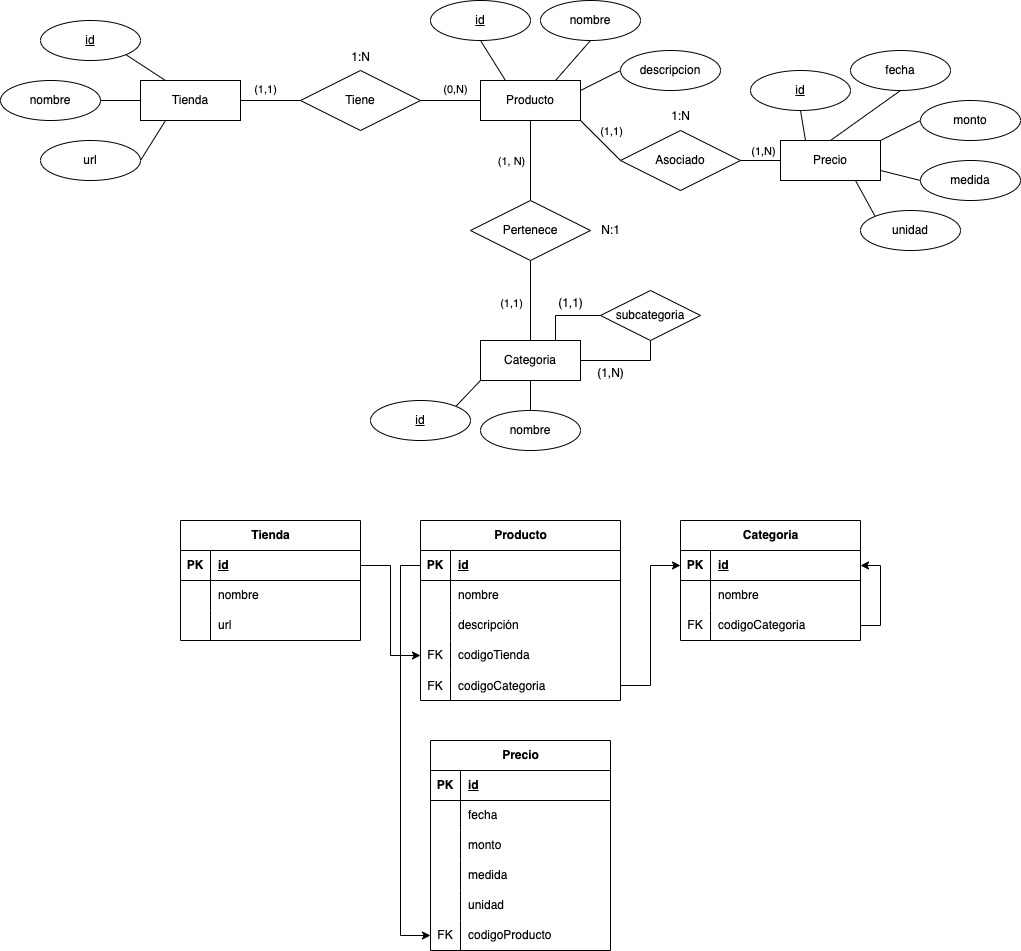 id
nombre
id
nombre
url
Tienda
(1,1)
1:N
Tiene
(0,N)
Producto
descripcion
(1,1)
1:N
Asociado
(1,N)
Precio
id
fecha
monto
medida
unidad
(1, N)
Pertenece
N:1
(1,1)
Categoria
(1,1)
subcategoria
(1,N)
id
nombre
Tienda
PK id
nombre
url
Producto
PK id
nombre
descripción
FK codigoTienda
FK codigoCategoria
Categoria
PK id
nombre
FK codigoCategoria
Precio
PK id
fecha
monto
medida
unidad
FK codigoProducto